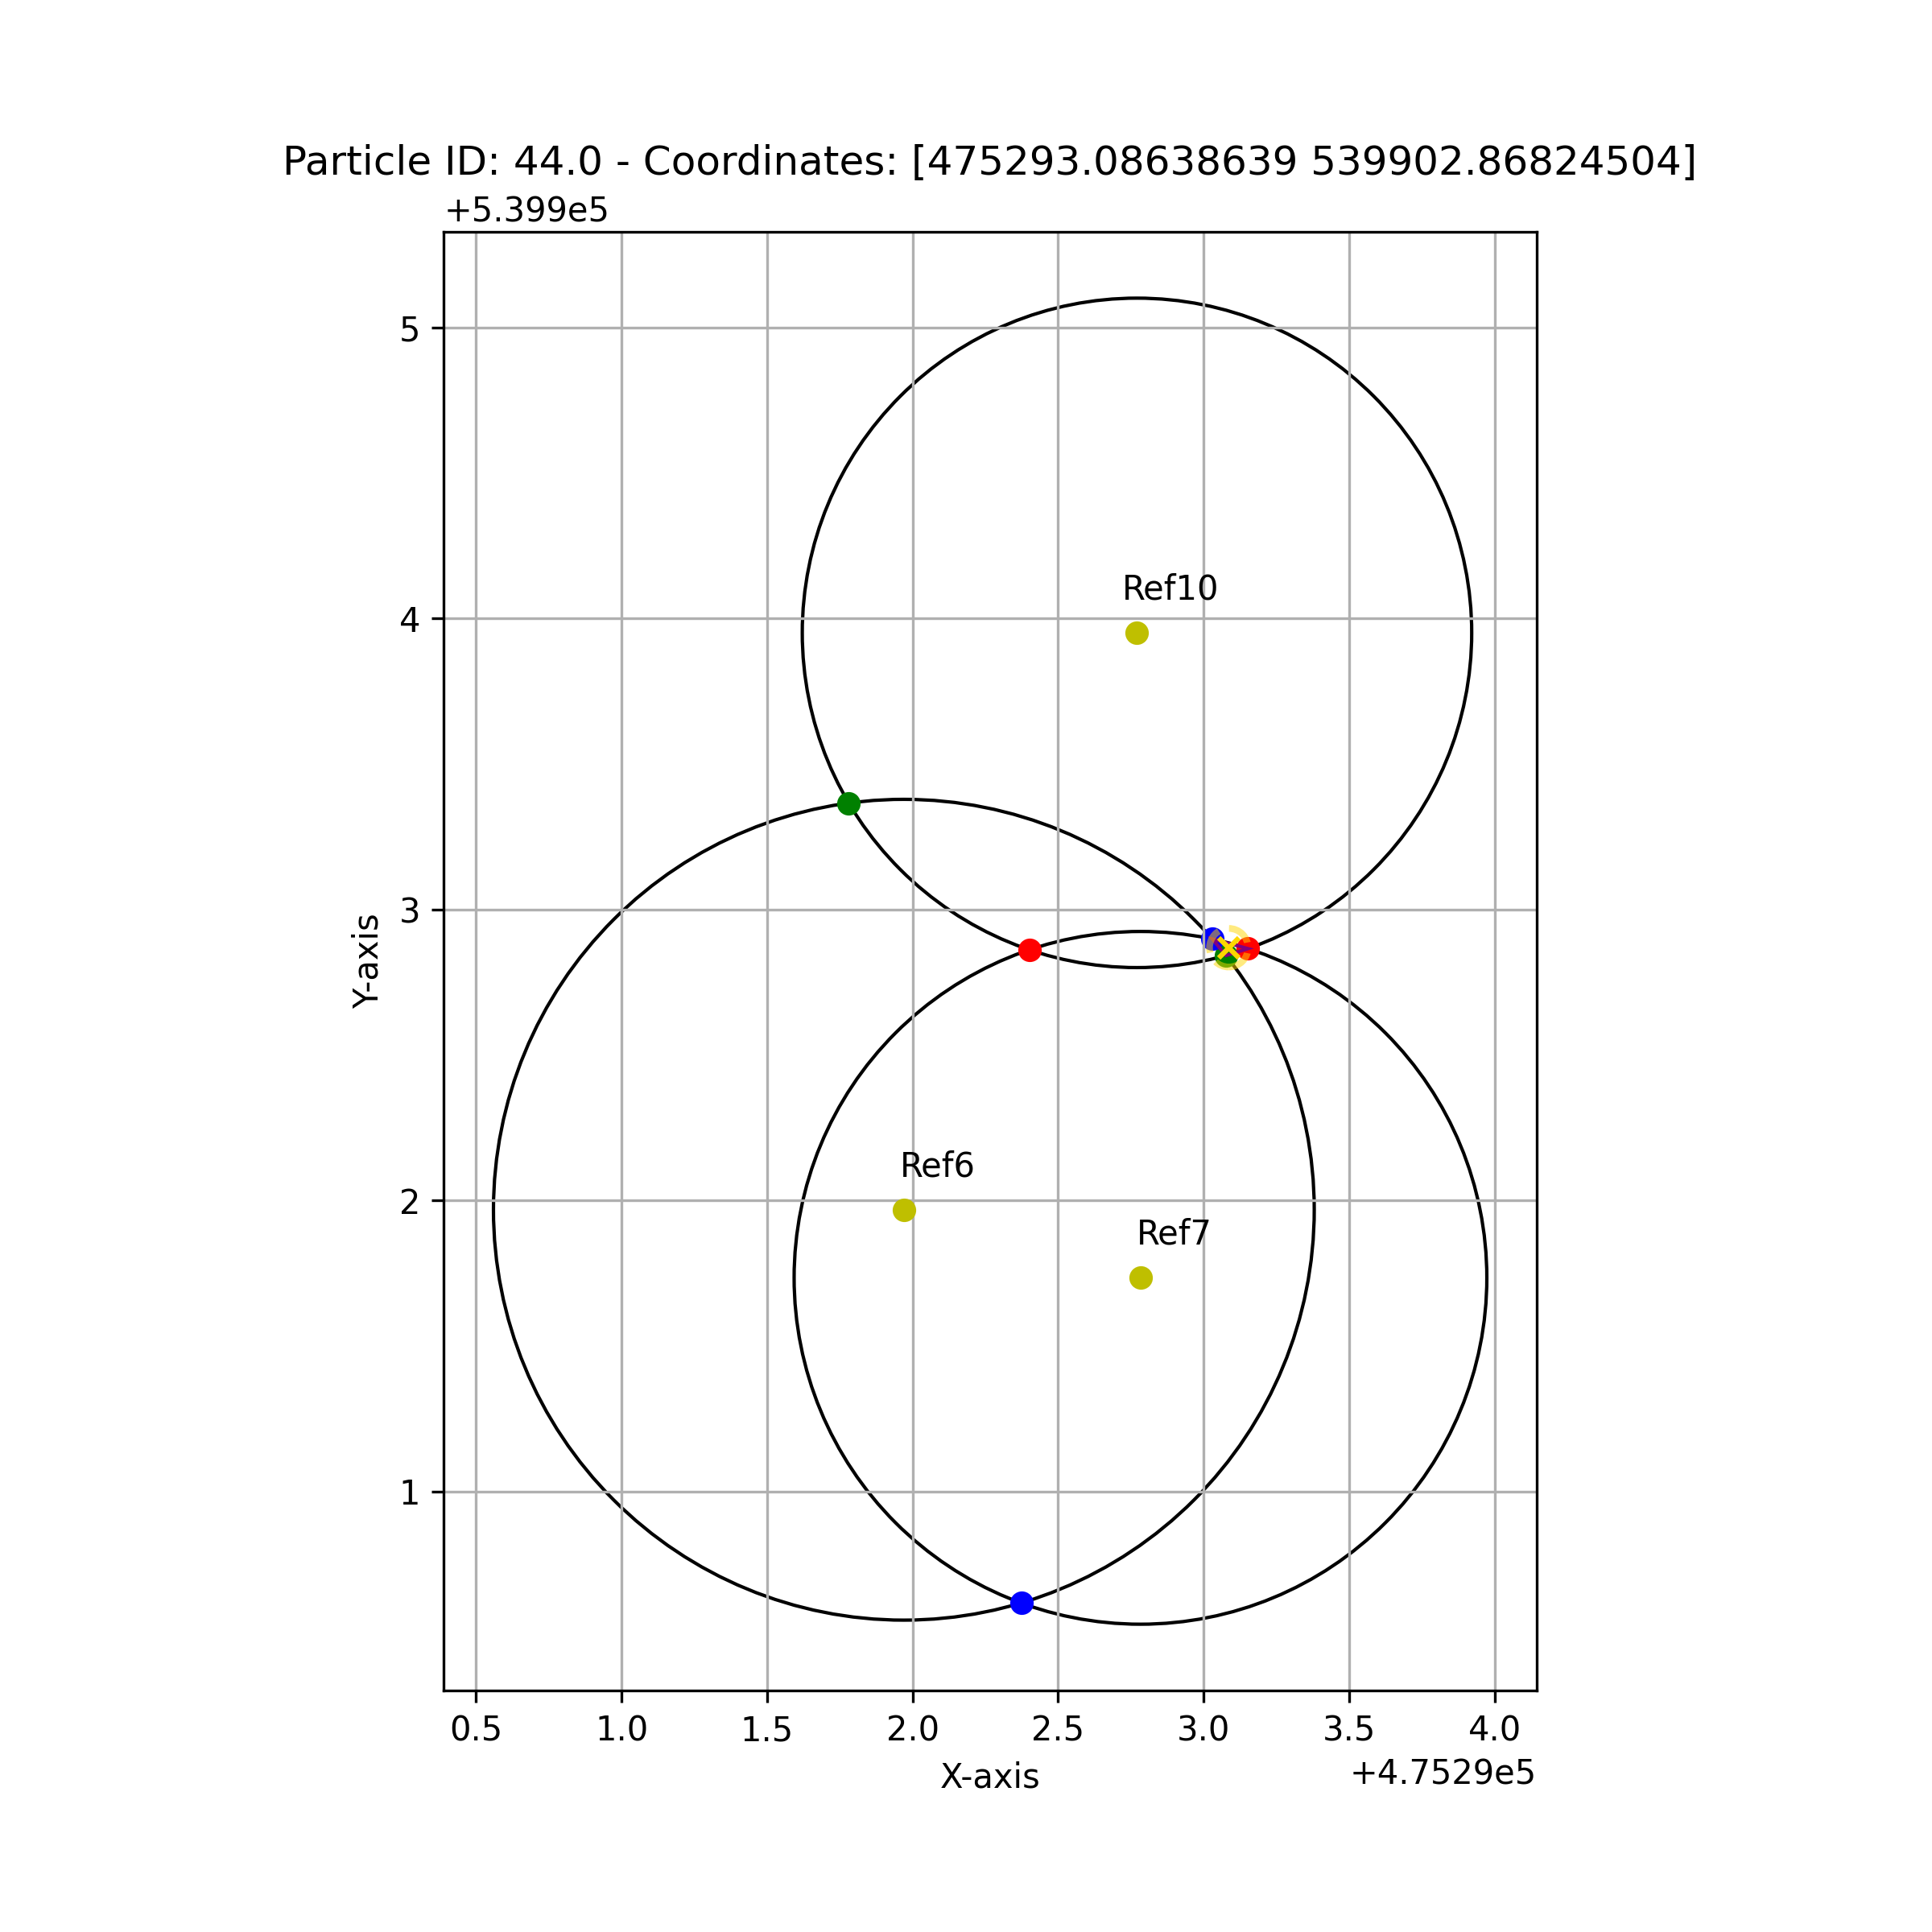 Particle ID: 44.0 - Coordinates: [475293.08638639 539902.86824504]
+5.399e5
5
Ref10
4
3
Y-axis
Ref6
2
Ref7
1
0.5 1.0 1.5 2.0 2.5 3.0 3.5 4.0
X-axis
+4.7529e5